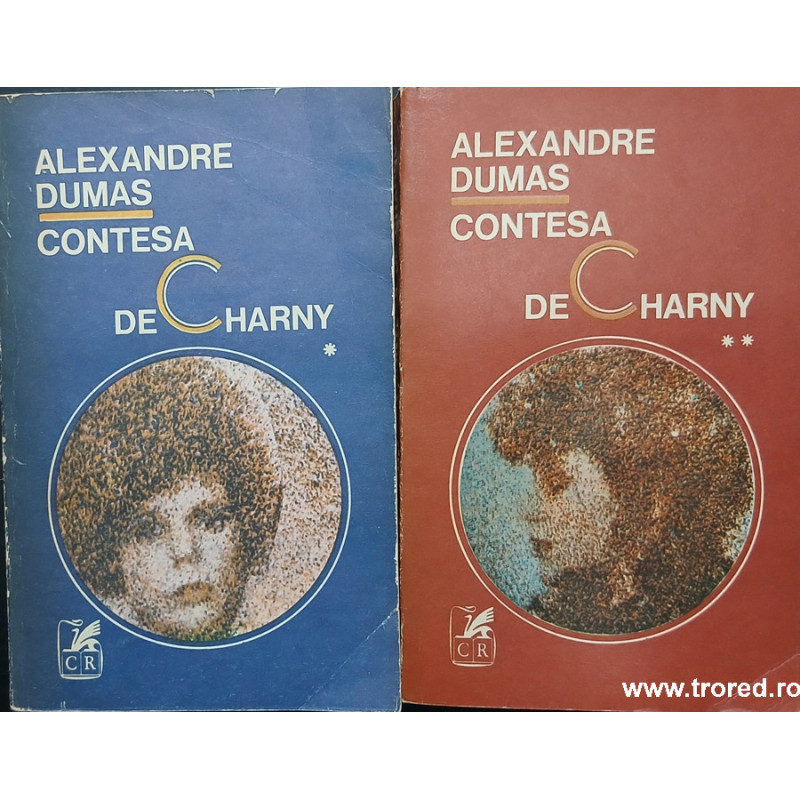 ALEXANDRE
DUMAS
CONTESA
DE CHARNY
*
CR
ALEXANDRE
DUMAS
CONTESA
DE CHARNY
**
CR
www.trored.ro